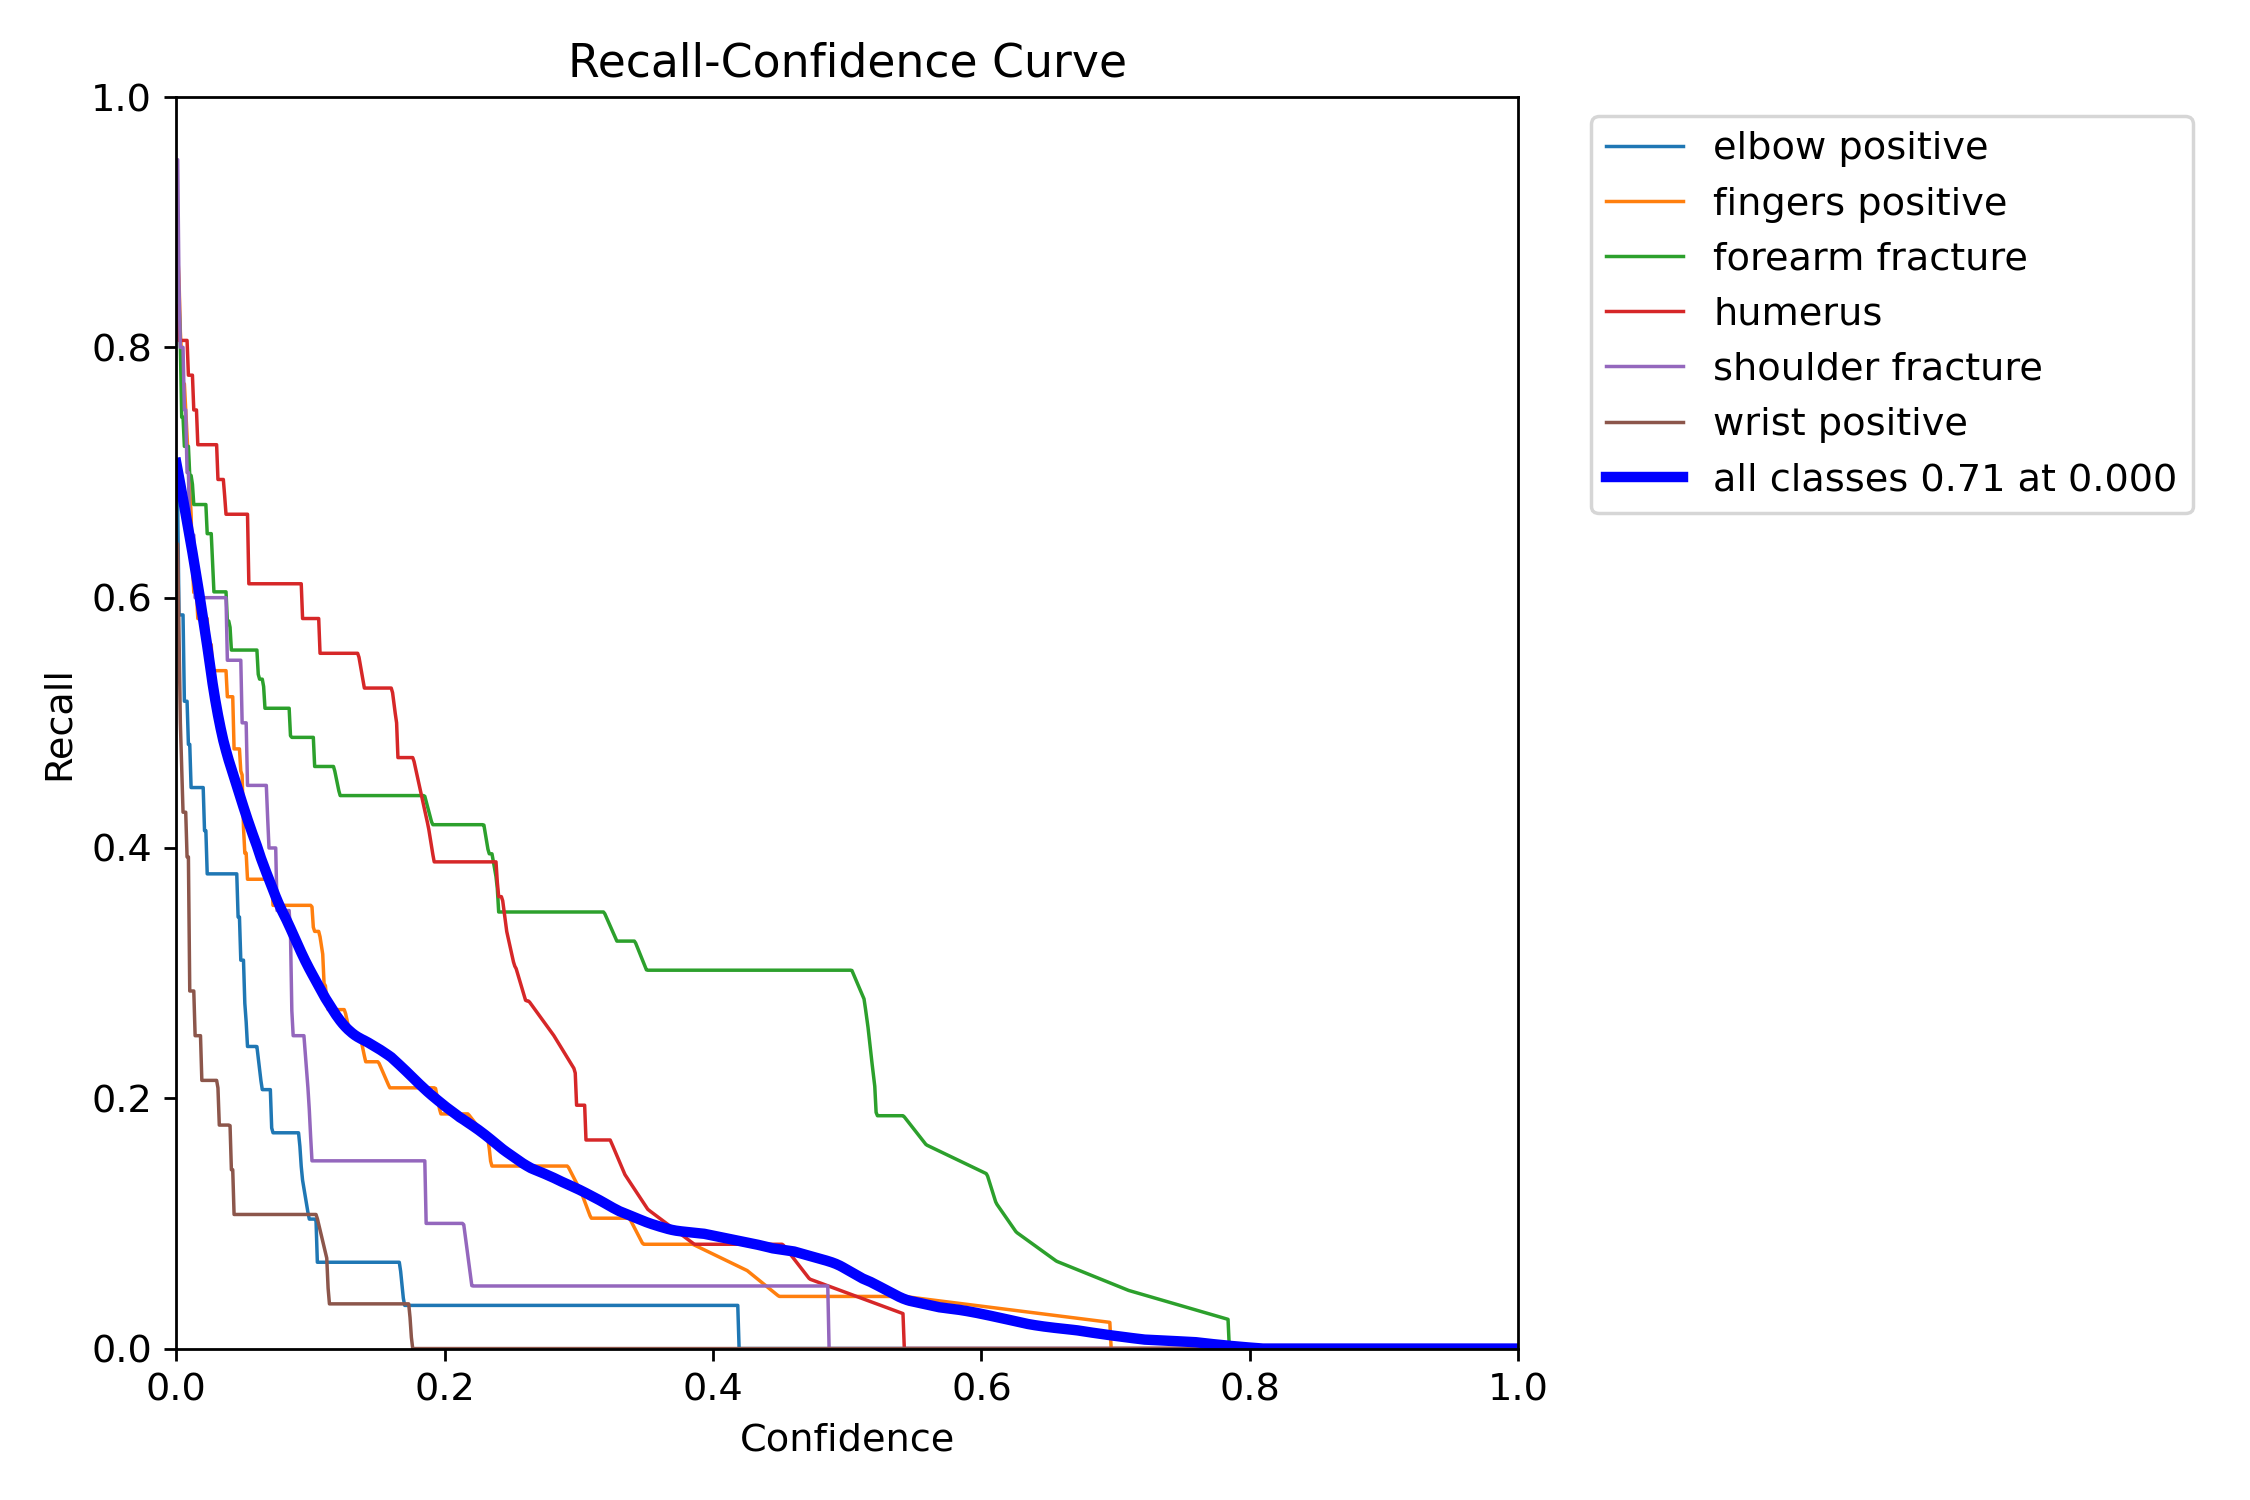 Recall-Confidence Curve
1.0
0.8
0.6
0.4
0.2
0.0
Recall
0.0 0.2 0.4 0.6 0.8 1.0
Confidence
elbow positive
fingers positive
forearm fracture
humerus
shoulder fracture
wrist positive
all classes 0.71 at 0.000